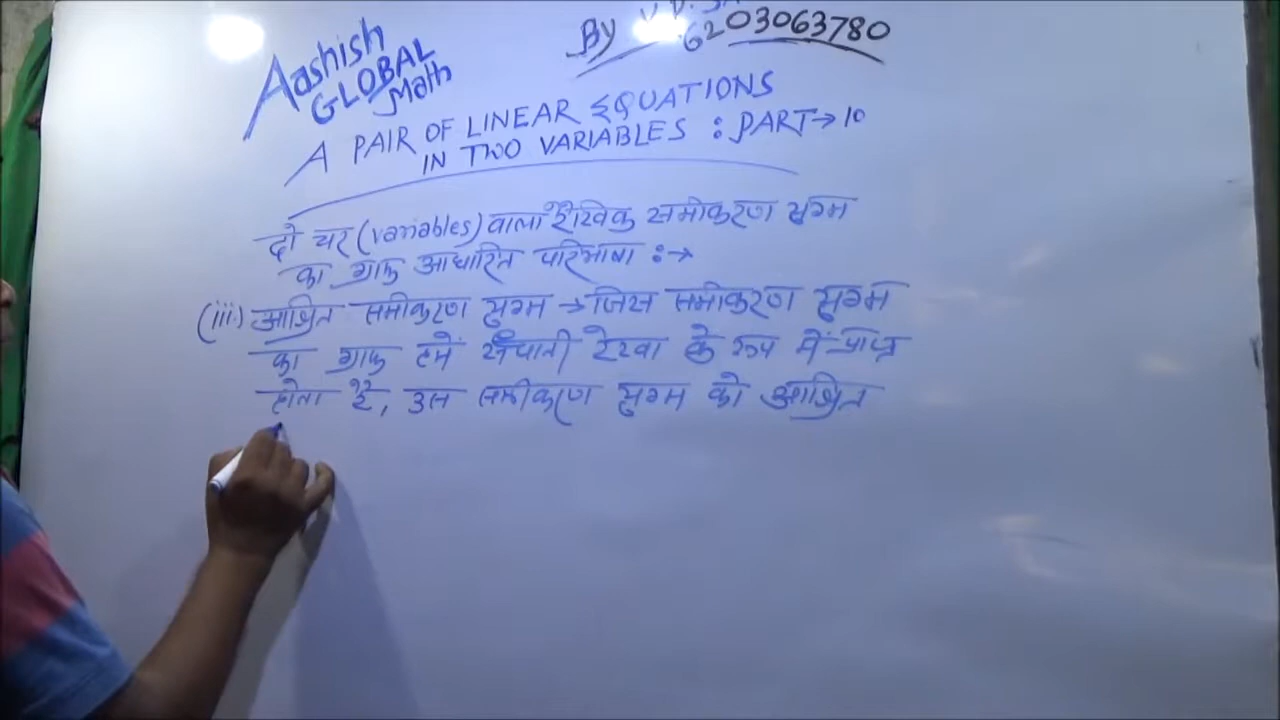 Aashish
GLOBAL
Math
By
6203063780
A PAIR OF LINEAR EQUATIONS
IN TWO VARIABLES : PART → 10
दो चर (variables) वाला रैखिक समीकरण युग्म
का ग्राफ आधारित परिभाषा :→
(iii) आश्रित समीकरण युग्म → जिस समीकरण युग्म
का ग्राफ हमें संपाती रेखा के रूप में प्राप्त
होता है, उस समीकरण युग्म को आश्रित